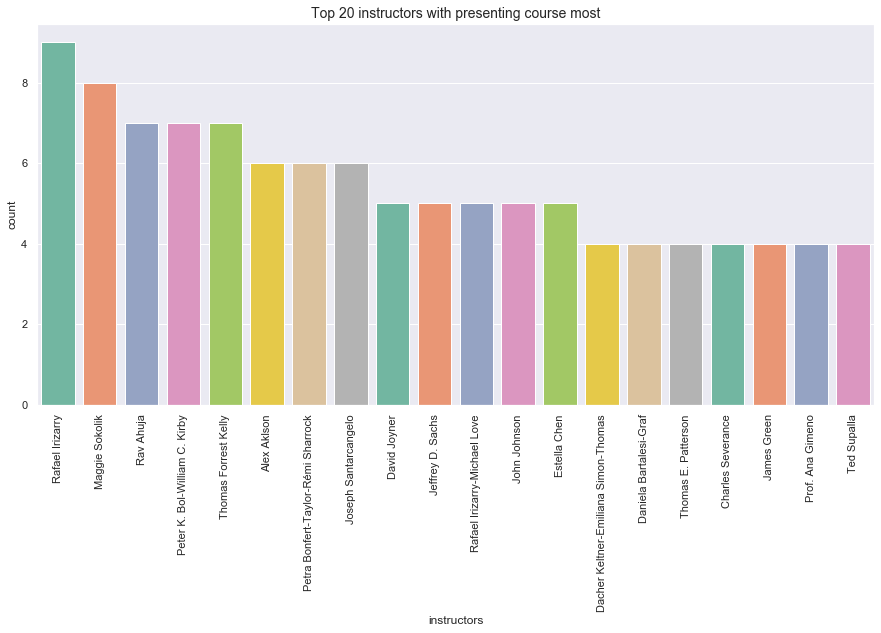 Top 20 instructors with presenting course most
count
8
6
4
2
0
Rafael Irizarry
Maggie Sokolik
Rav Ahuja
Peter K. Bol-William C. Kirby
Thomas Forrest Kelly
Alex Aklson
Petra Bonfert-Taylor-Rémi Sharrock
Joseph Santarcangelo
David Joyner
Jeffrey D. Sachs
Rafael Irizarry-Michael Love
John Johnson
Estella Chen
Dacher Keltner-Emiliana Simon-Thomas
Daniela Bartalesi-Graf
Thomas E. Patterson
Charles Severance
James Green
Prof. Ana Gimeno
Ted Supalla
instructors